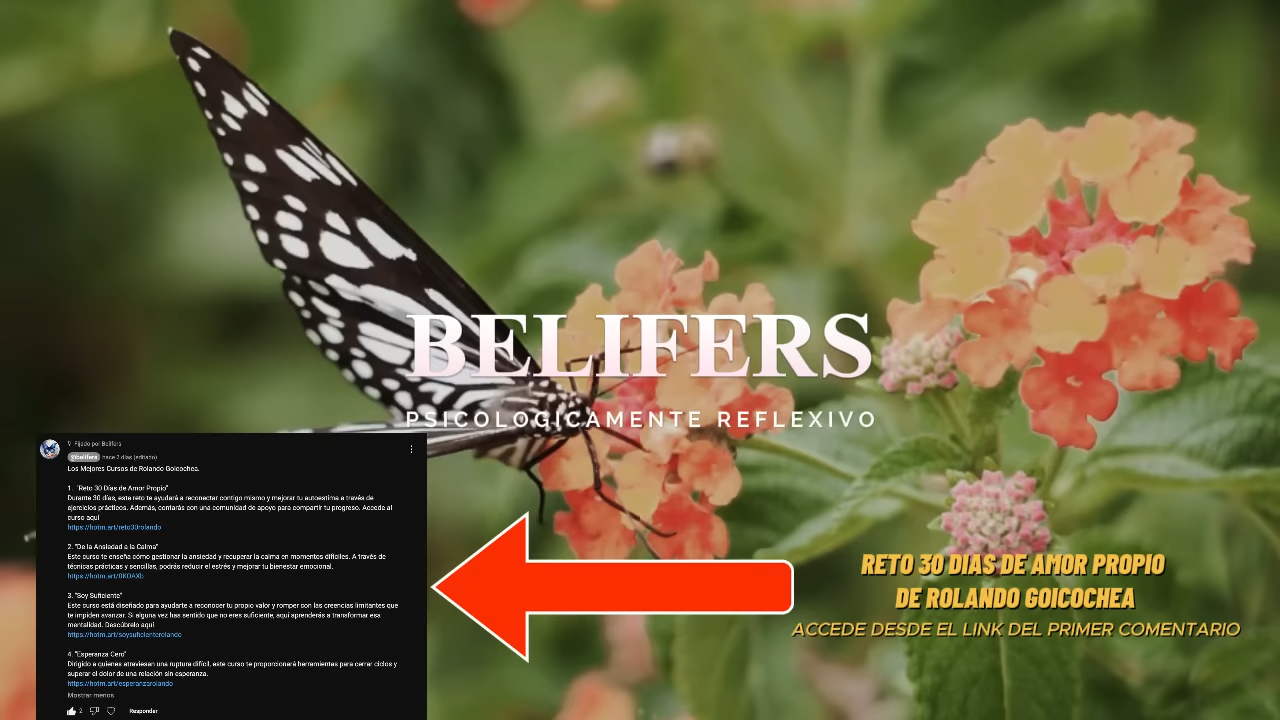 BELIFERS
PSICOLOGICAMENTE REFLEXIVO
Fijado por Belifers
@belifers hace 2 días (editado)
Los Mejores Cursos de Rolando Goicochea.
1. "Reto 30 Días de Amor Propio"
Durante 30 días, este reto te ayudará a reconectar contigo mismo y mejorar tu autoestima a través de
ejercicios prácticos. Además, contarás con una comunidad de apoyo para compartir tu progreso. Accede al
curso aquí
https://hotm.art/reto30rolando
2. "De la Ansiedad a la Calma"
Este curso te enseña cómo gestionar la ansiedad y recuperar la calma en momentos difíciles. A través de
técnicas prácticas y sencillas, podrás reducir el estrés y mejorar tu bienestar emocional.
https://hotm.art/0KOAXb
3. "Soy Suficiente"
Este curso está diseñado para ayudarte a reconocer tu propio valor y romper con las creencias limitantes que
te impiden avanzar. Si alguna vez has sentido que no eres suficiente, aquí aprenderás a transformar esa
mentalidad. Descúbrelo aquí
https://hotm.art/soysuficienterolando
4. "Esperanza Cero"
Dirigido a quienes atraviesan una ruptura difícil, este curso te proporcionará herramientas para cerrar ciclos y
superar el dolor de una relación sin esperanza.
https://hotm.art/esperanzarolando
Mostrar menos
2 Responder
RETO 30 DIAS DE AMOR PROPIO
DE ROLANDO GOICOCHEA
ACCEDE DESDE EL LINK DEL PRIMER COMENTARIO